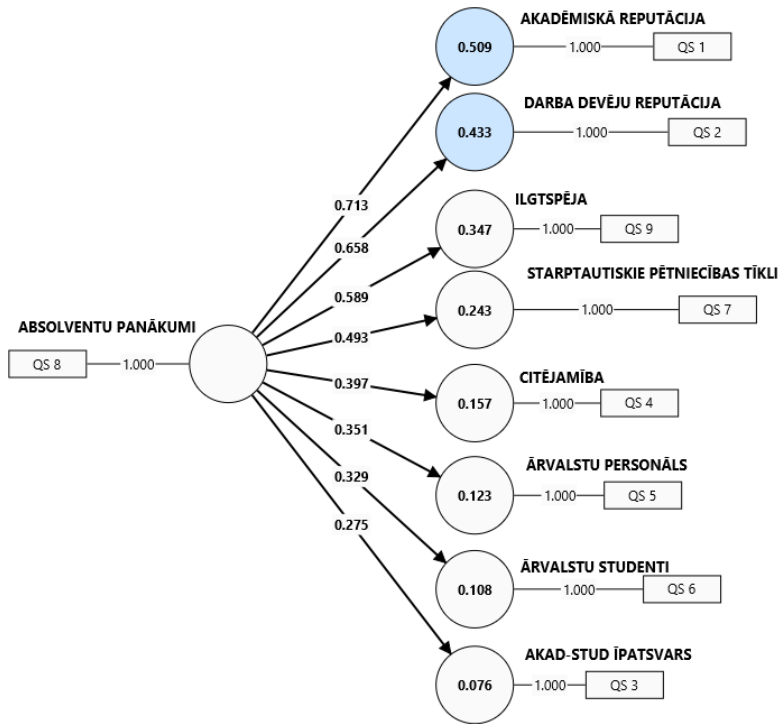 AKADĒMISKĀ REPUTĀCIJA
0.509
1.000
QS 1
DARBA DEVĒJU REPUTĀCIJA
0.433
1.000
QS 2
0.713
ILGTSPĒJA
0.347
1.000
QS 9
0.658
STARPTAUTISKIE PĒTNIECĪBAS TĪKLI
0.589
0.243
1.000
QS 7
ABSOLVENTU PANĀKUMI
0.493
QS 8
1.000
CITĒJAMĪBA
0.397
0.157
1.000
QS 4
0.351
ĀRVALSTU PERSONĀLS
0.329
0.123
1.000
QS 5
0.275
ĀRVALSTU STUDENTI
0.108
1.000
QS 6
AKAD-STUD ĪPATSVARS
0.076
1.000
QS 3